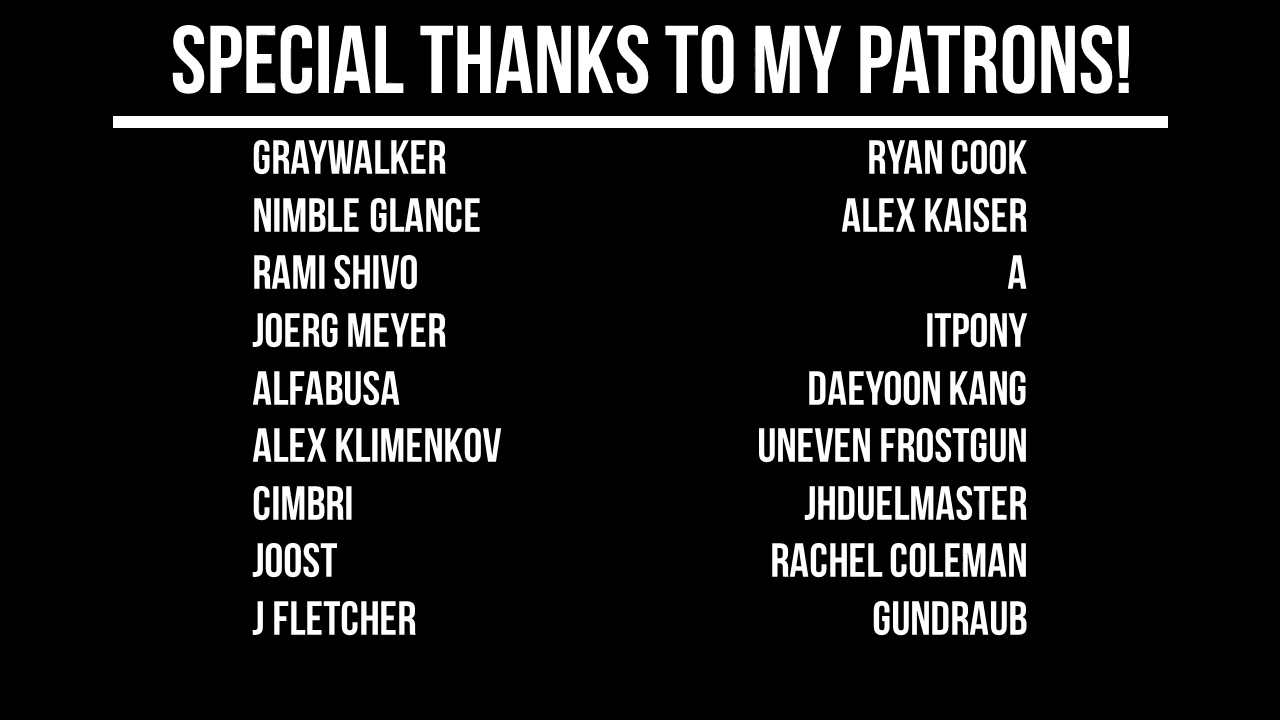 SPECIAL THANKS TO MY PATRONS!
GRAYWALKER
NIMBLE GLANCE
RAMI SHIVO
JOERG MEYER
ALFABUSA
ALEX KLIMENKOV
CIMBRI
JOOST
J FLETCHER
RYAN COOK
ALEX KAISER
A
ITPONY
DAEYOON KANG
UNEVEN FROSTGUN
JHDUELMASTER
RACHEL COLEMAN
GUNDRAUB